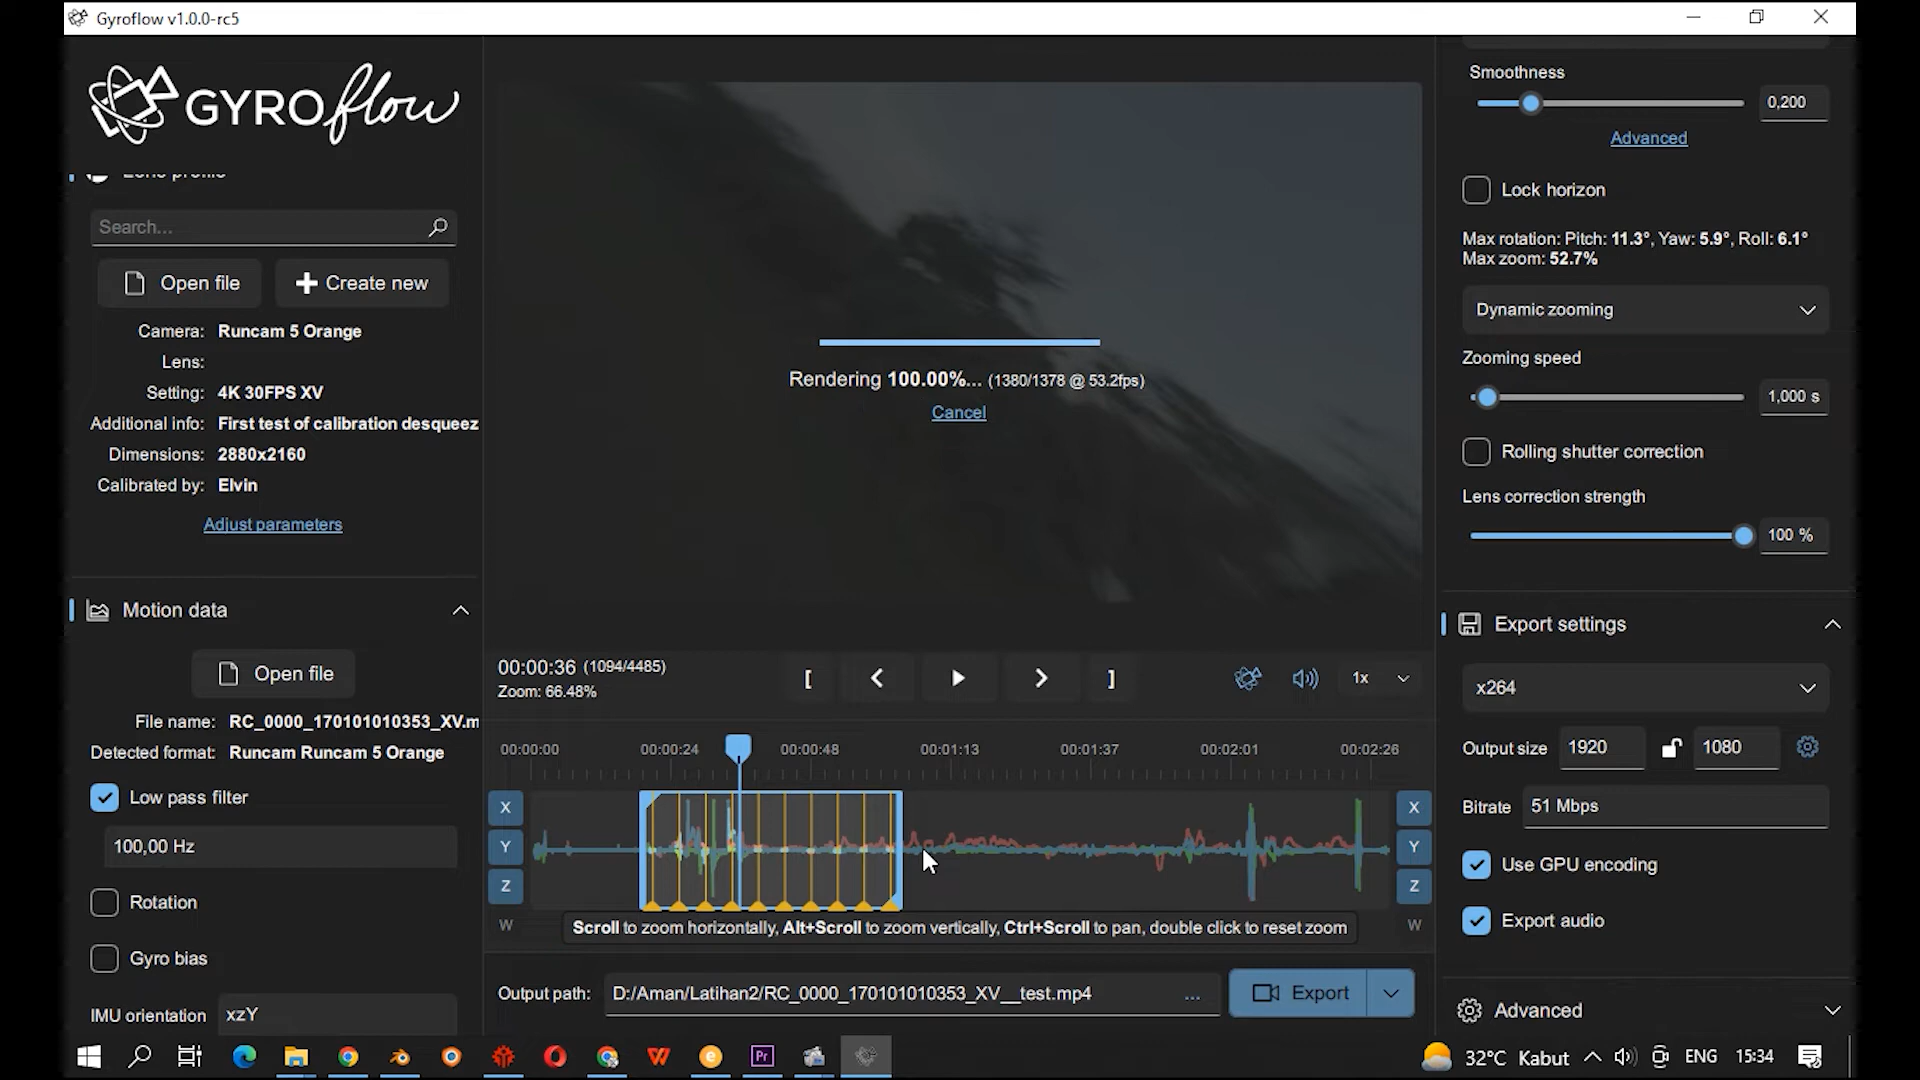 Gyroflow v1.0.0-rc5
GYROflow
Lens profile
Search...
Open file
Create new
Camera: Runcam 5 Orange
Lens:
Setting: 4K 30FPS XV
Additional info: First test of calibration desqueez
Dimensions: 2880x2160
Calibrated by: Elvin
Adjust parameters
Motion data
Open file
File name: RC_0000_170101010353_XV.m
Detected format: Runcam Runcam 5 Orange
Low pass filter
100,00 Hz
Rotation
Gyro bias
IMU orientation xzY
Rendering 100.00%... (1380/1378 @ 53.2fps)
Cancel
00:00:36 (1094/4485)
Zoom: 66.48%
[ ]
1x
00:00:00 00:00:24 00:00:48 00:01:13 00:01:37 00:02:01 00:02:26
X X
Y Y
Z Z
W W
Scroll to zoom horizontally, Alt+Scroll to zoom vertically, Ctrl+Scroll to pan, double click to reset zoom
Output path: D:/Aman/Latihan2/RC_0000_170101010353_XV__test.mp4 ...
Export
Smoothness
0,200
Advanced
Lock horizon
Max rotation: Pitch: 11.3°, Yaw: 5.9°, Roll: 6.1°
Max zoom: 52.7%
Dynamic zooming
Zooming speed
1,000 s
Rolling shutter correction
Lens correction strength
100 %
Export settings
x264
Output size 1920 1080
Bitrate 51 Mbps
Use GPU encoding
Export audio
Advanced
Pr
32°C Kabut ENG 15:34